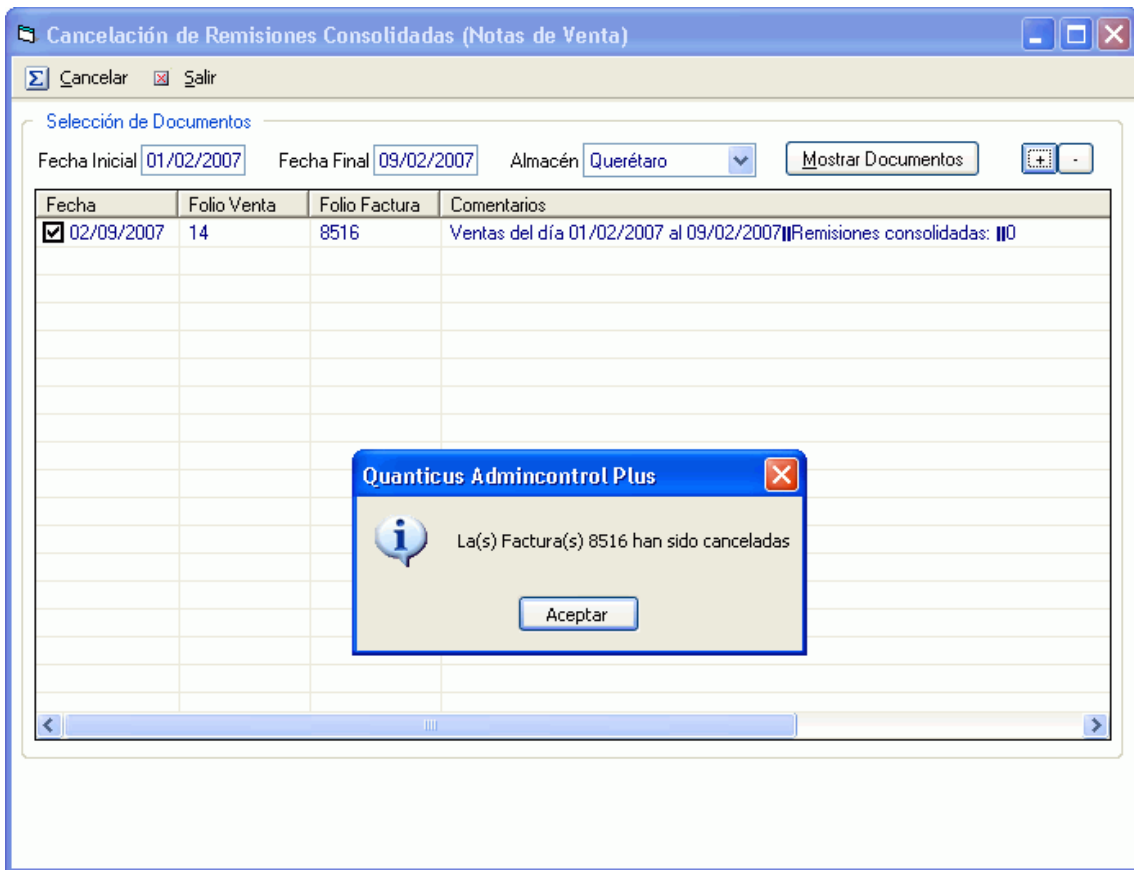 Cancelación de Remisiones Consolidadas (Notas de Venta)
Σ Cancelar Salir
Selección de Documentos
Fecha Inicial 01/02/2007 Fecha Final 09/02/2007 Almacén Querétaro Mostrar Documentos + -
Fecha Folio Venta Folio Factura Comentarios
02/09/2007 14 8516 Ventas del día 01/02/2007 al 09/02/2007||Remisiones consolidadas: ||0
Quanticus Admincontrol Plus
La(s) Factura(s) 8516 han sido canceladas
Aceptar